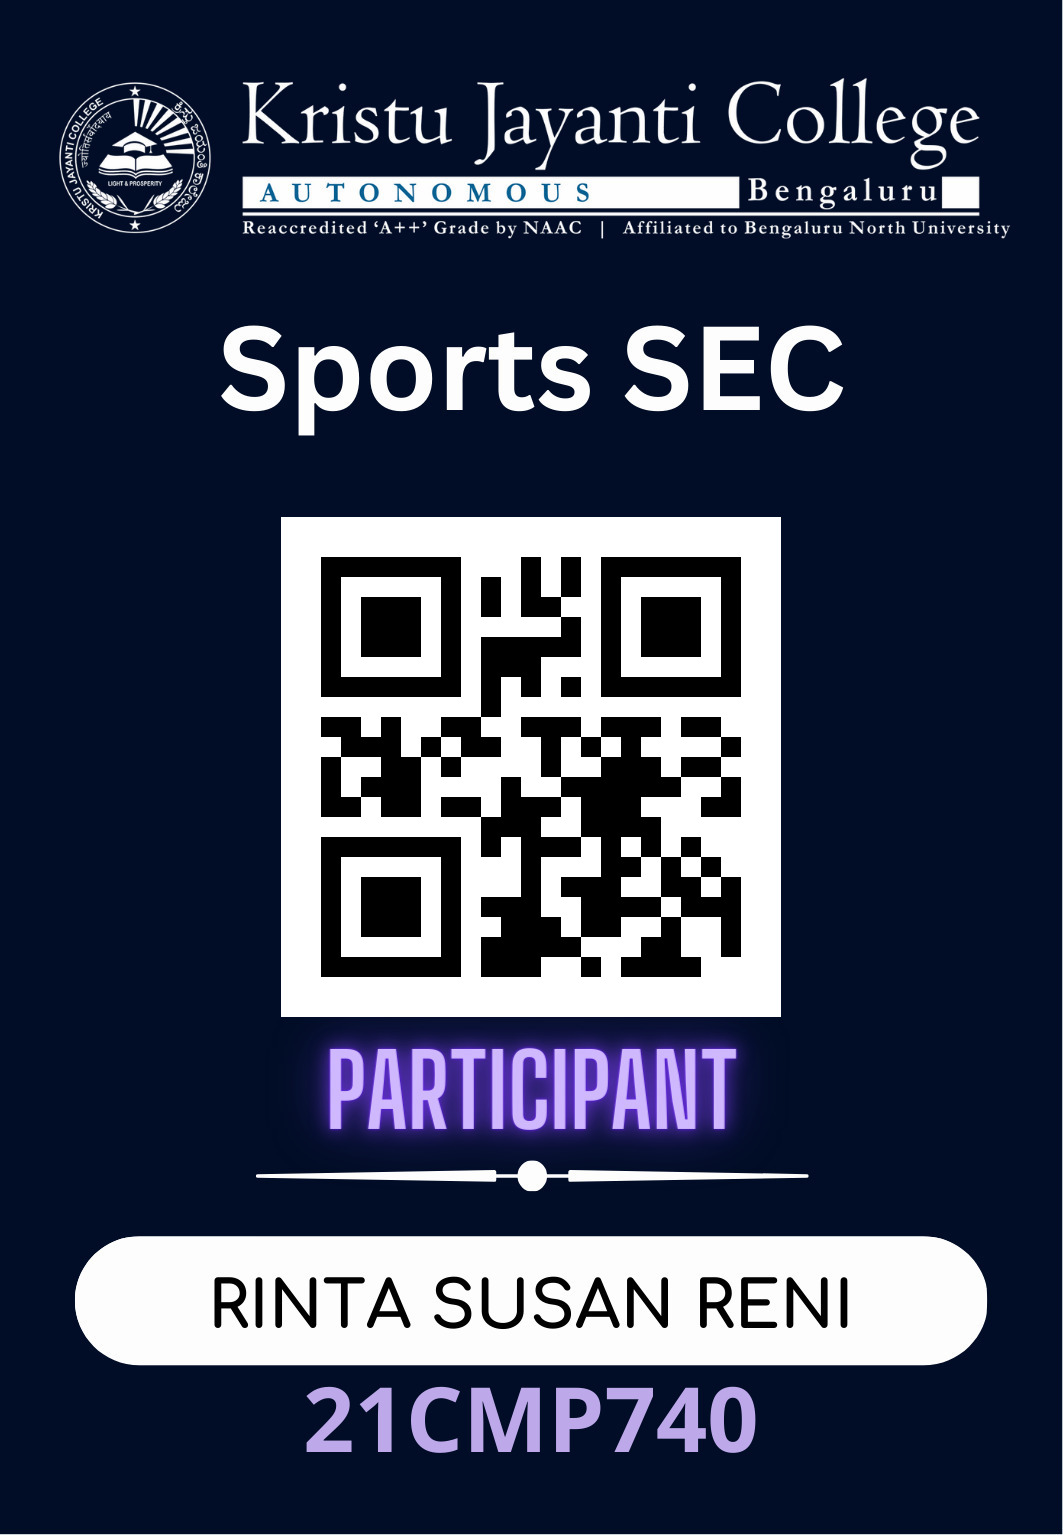 KRISTU JAYANTI COLLEGE
ಕ್ರಿಸ್ತು ಜಯಂತಿ ಕಾಲೇಜು
LIGHT & PROSPERITY
Kristu Jayanti College
AUTONOMOUS Bengaluru
Reaccredited ‘A++’ Grade by NAAC | Affiliated to Bengaluru North University
Sports SEC
PARTICIPANT
RINTA SUSAN RENI
21CMP740